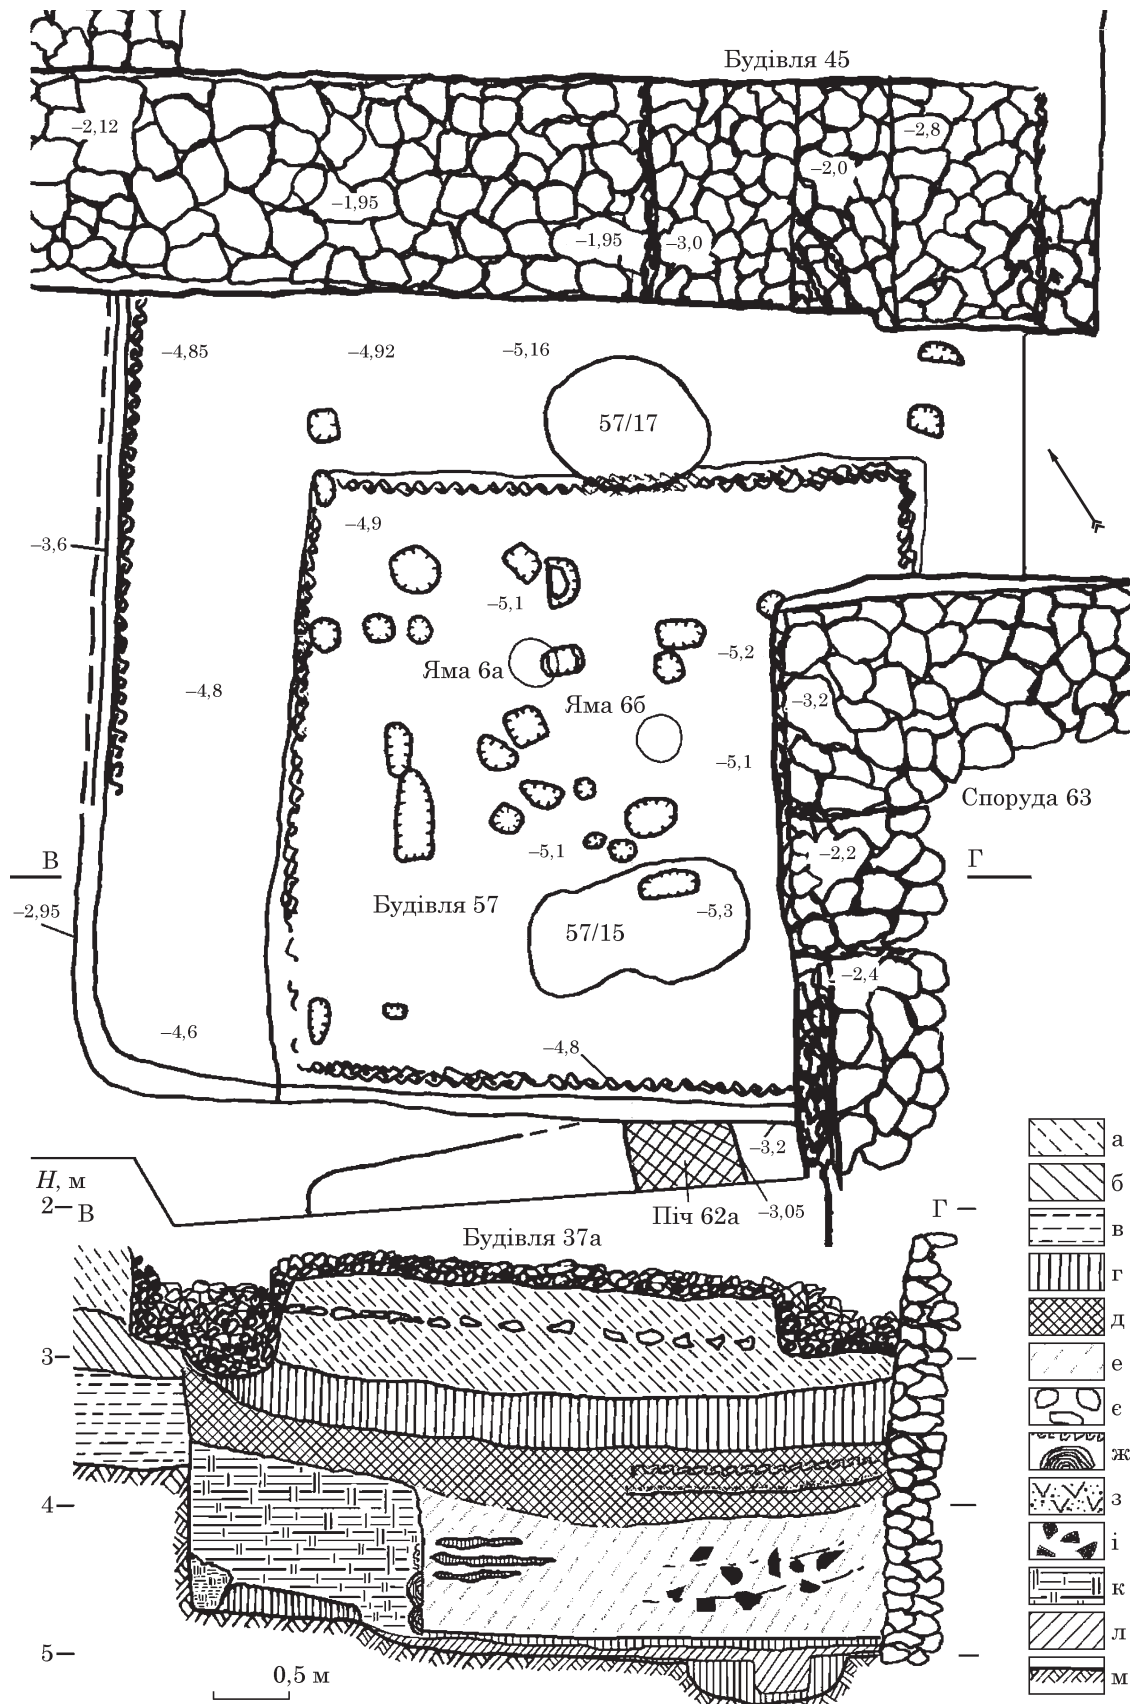 Будівля 45
–2,12
–2,8
–2,0
–1,95
–1,95
–3,0
–4,85
–4,92
–5,16
57/17
–4,9
–3,6
–5,1
–5,2
Яма 6а
–4,8
–3,2
Яма 6б
–5,1
Споруда 63
–5,1
–2,2
В
Г
Будівля 57
–2,95
–5,3
57/15
–2,4
–4,6
–4,8
–3,2
Н, м
2–
В
Піч 62а
–3,05
Г –
Будівля 37а
3–
4–
5–
0,5 м
а
б
в
г
д
е
є
ж
з
і
к
л
м